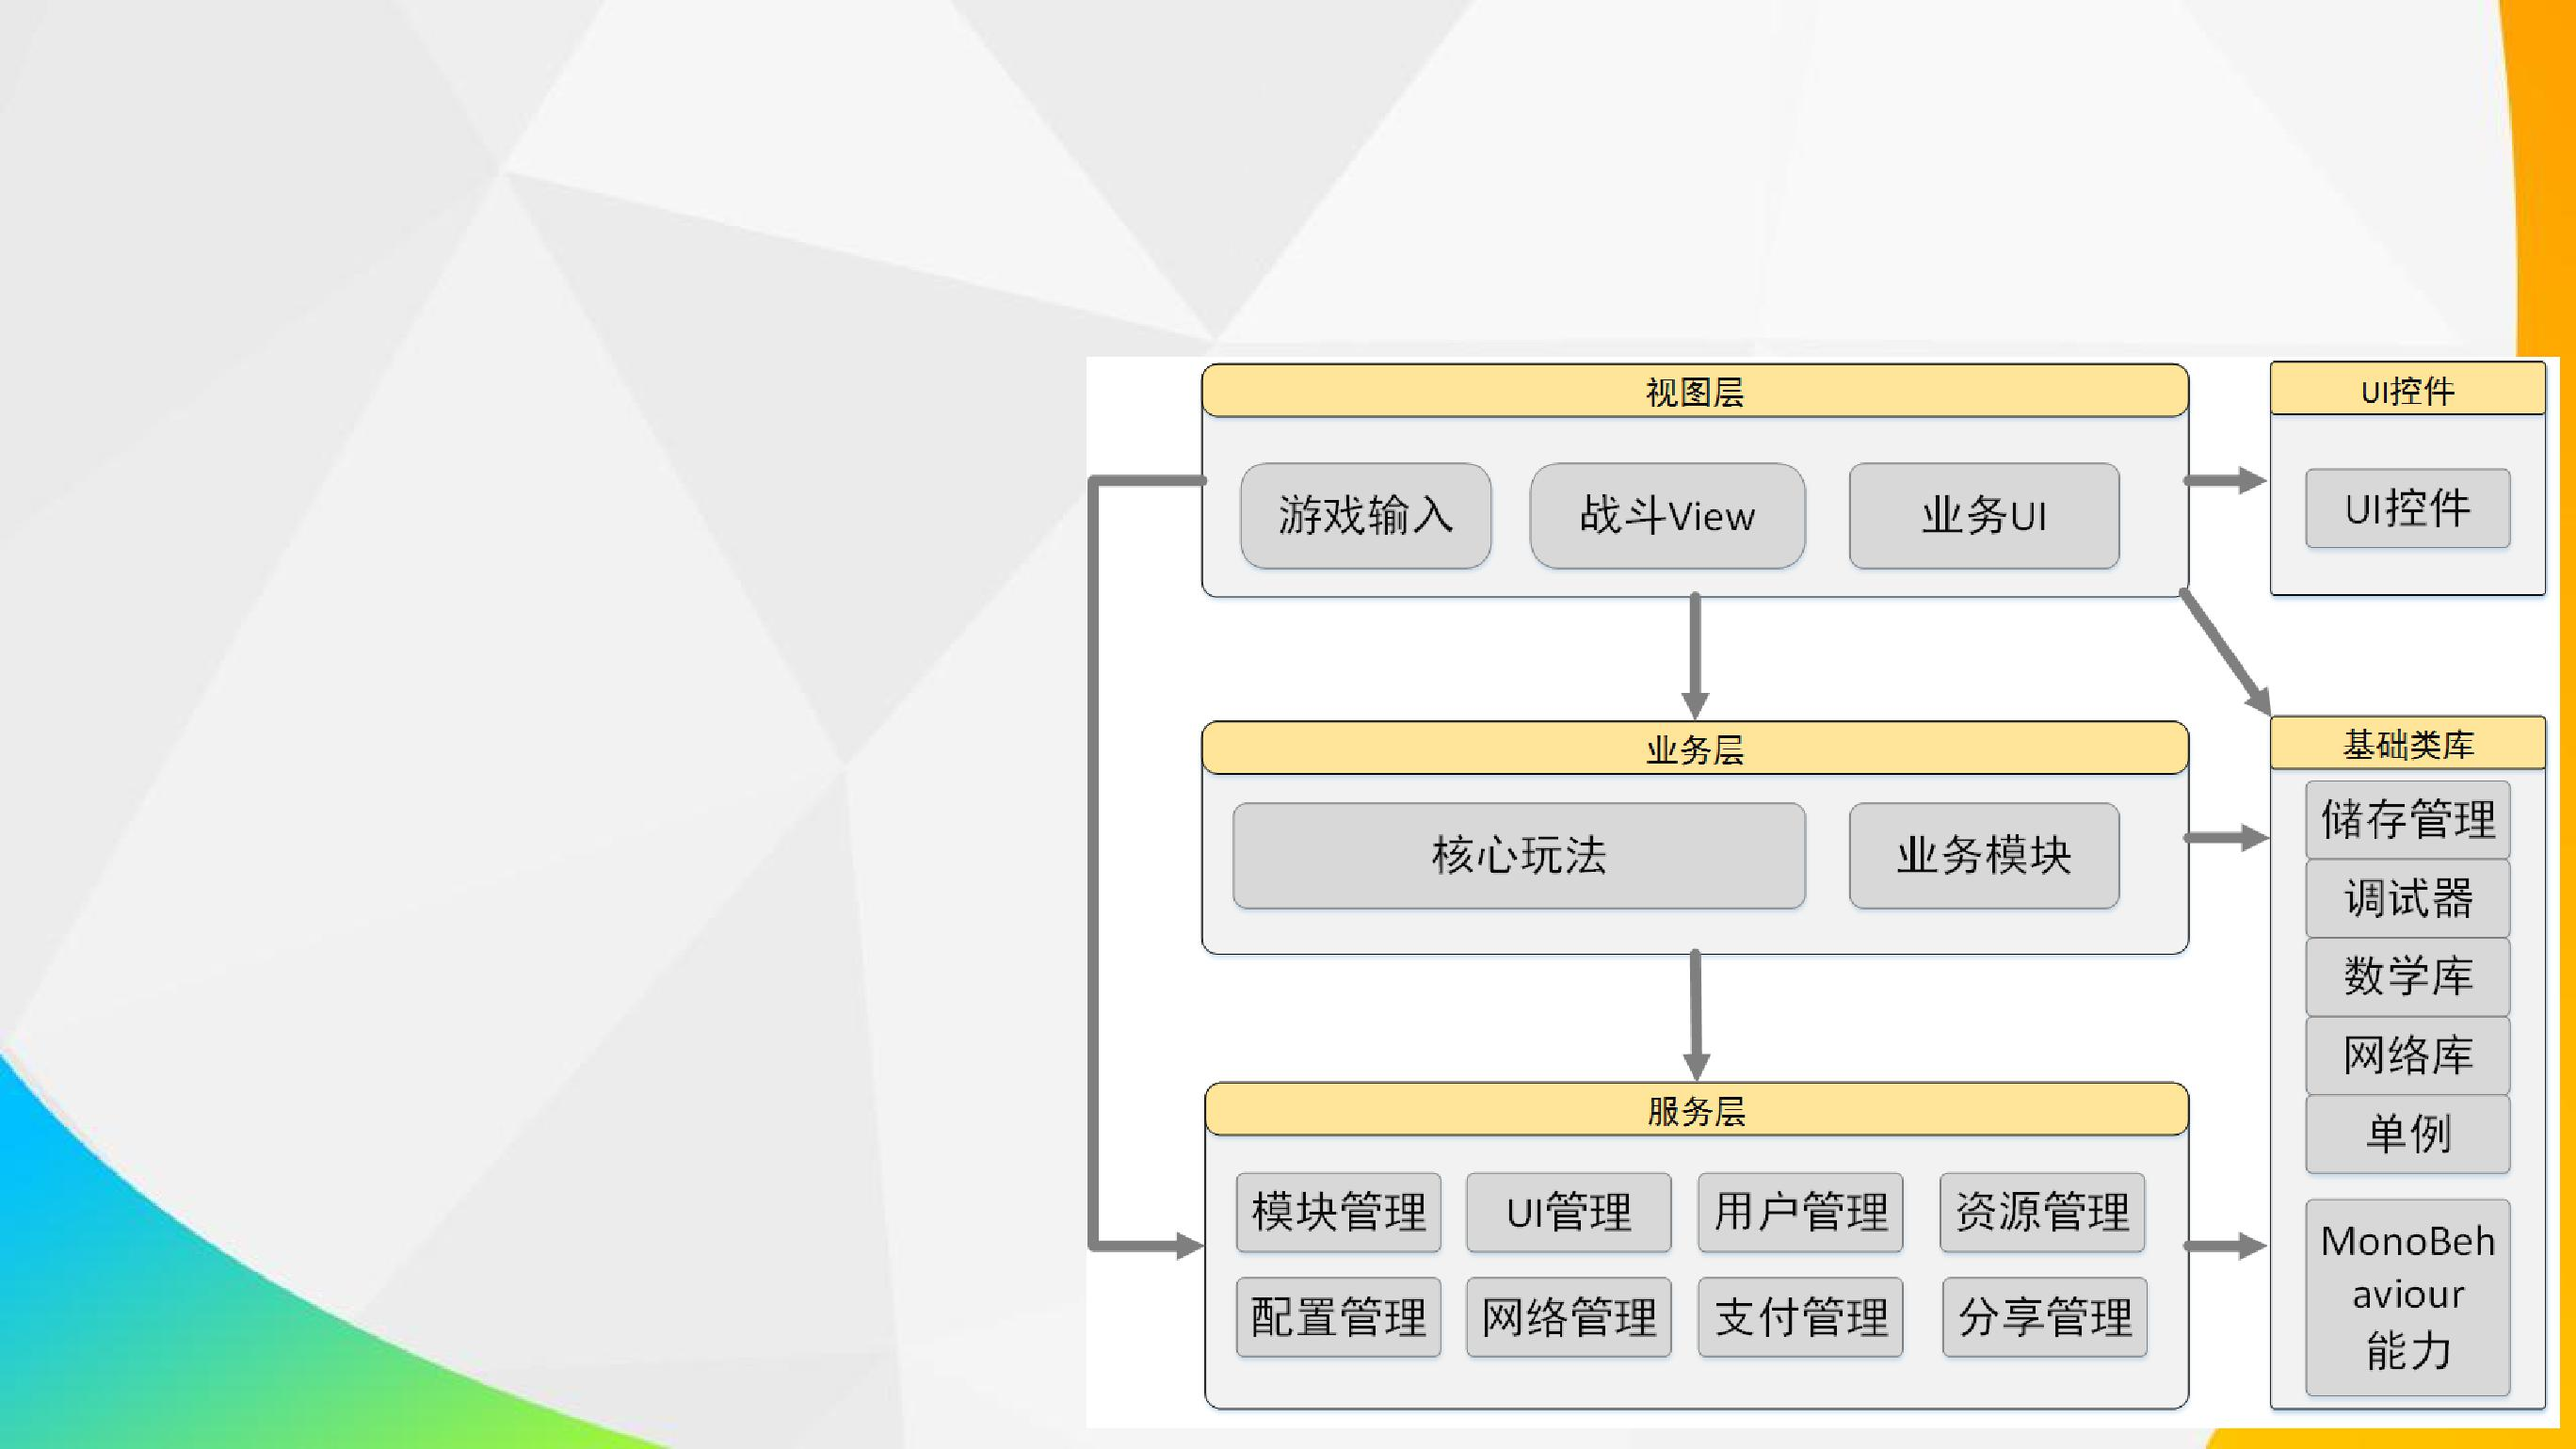 视图层
游戏输入
战斗View
业务UI
UI控件
UI控件
业务层
核心玩法
业务模块
基础类库
储存管理
调试器
数学库
网络库
单例
MonoBeh
aviour
能力
服务层
模块管理
UI管理
用户管理
资源管理
配置管理
网络管理
支付管理
分享管理